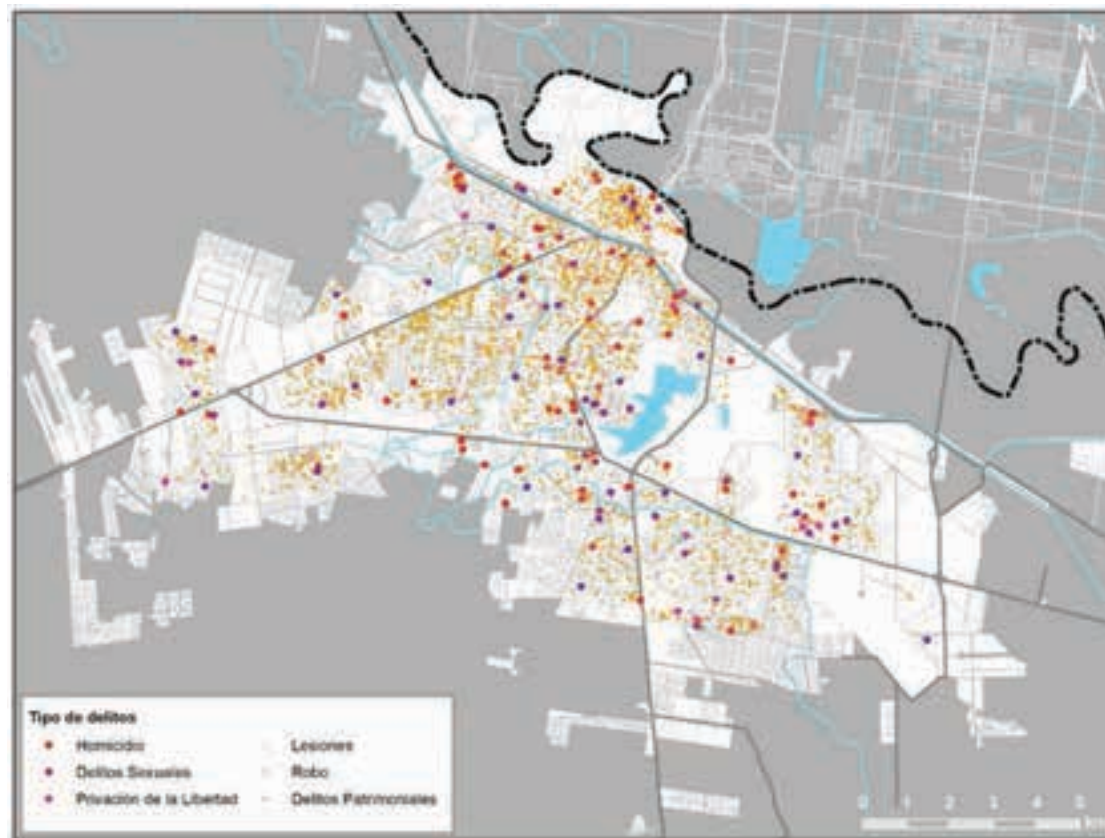 N
Tipo de delitos
Homicidio
Delitos Sexuales
Privación de la Libertad
Lesiones
Robo
Delitos Patrimoniales
0 1 2 3 4 5